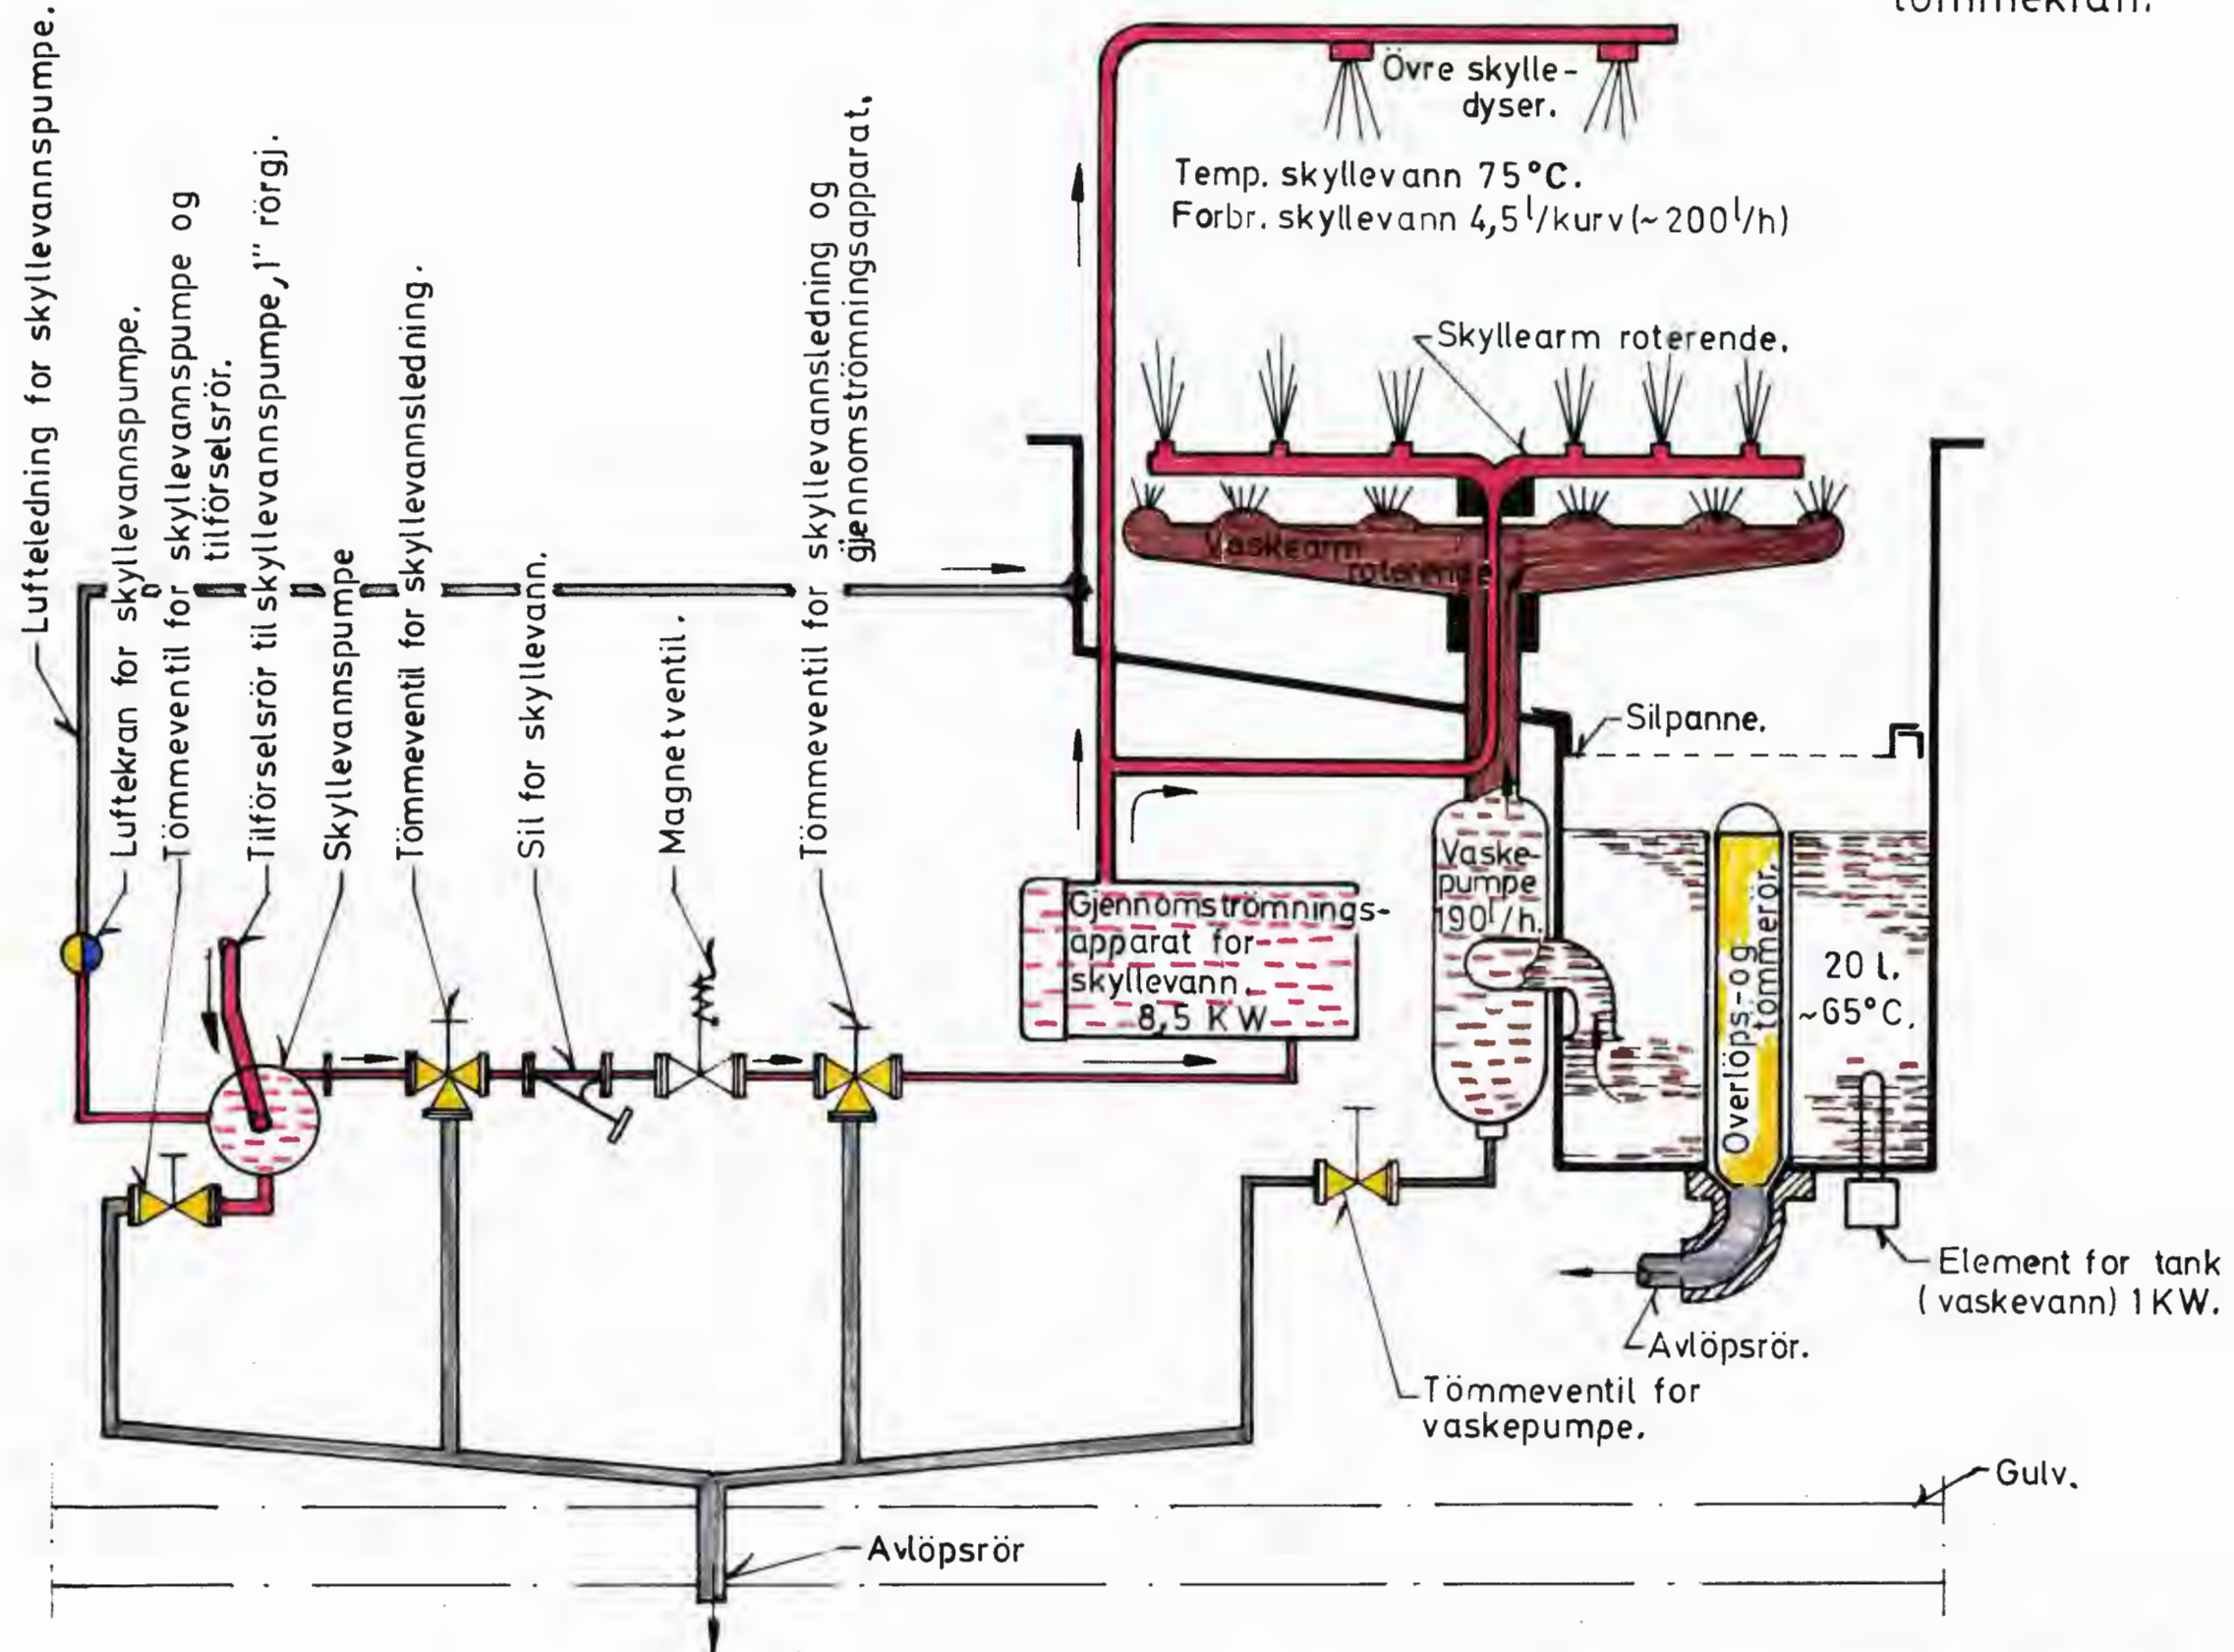 tömmekran.
Lufteledning for skyllevannspumpe.
Luftekran for skyllevannspumpe.
Tömmeventil for skyllevannspumpe og
tilförselsrör.
Tilförselsrör til skyllevannspumpe, 1" rörgj.
Skyllevannspumpe
Tömmeventil for skyllevannsledning.
Sil for skyllevann.
Magnetventil.
Tömmeventil for skyllevannsledning og
gjennomströmningsapparat.
Övre skylle-
dyser.
Temp. skyllevann 75°C.
Forbr. skyllevann 4,5 l/kurv (~200 l/h)
Skyllearm roterende.
Vaskearm
roterende
Silpanne.
Vaske-
pumpe
190 l/h.
Gjennomströmnings-
apparat for
skyllevann.
8,5 KW
Overlöps- og
tömmerör.
20 l.
~65°C.
Element for tank
(vaskevann) 1KW.
Avlöpsrör.
Tömmeventil for
vaskepumpe.
Gulv.
Avlöpsrör